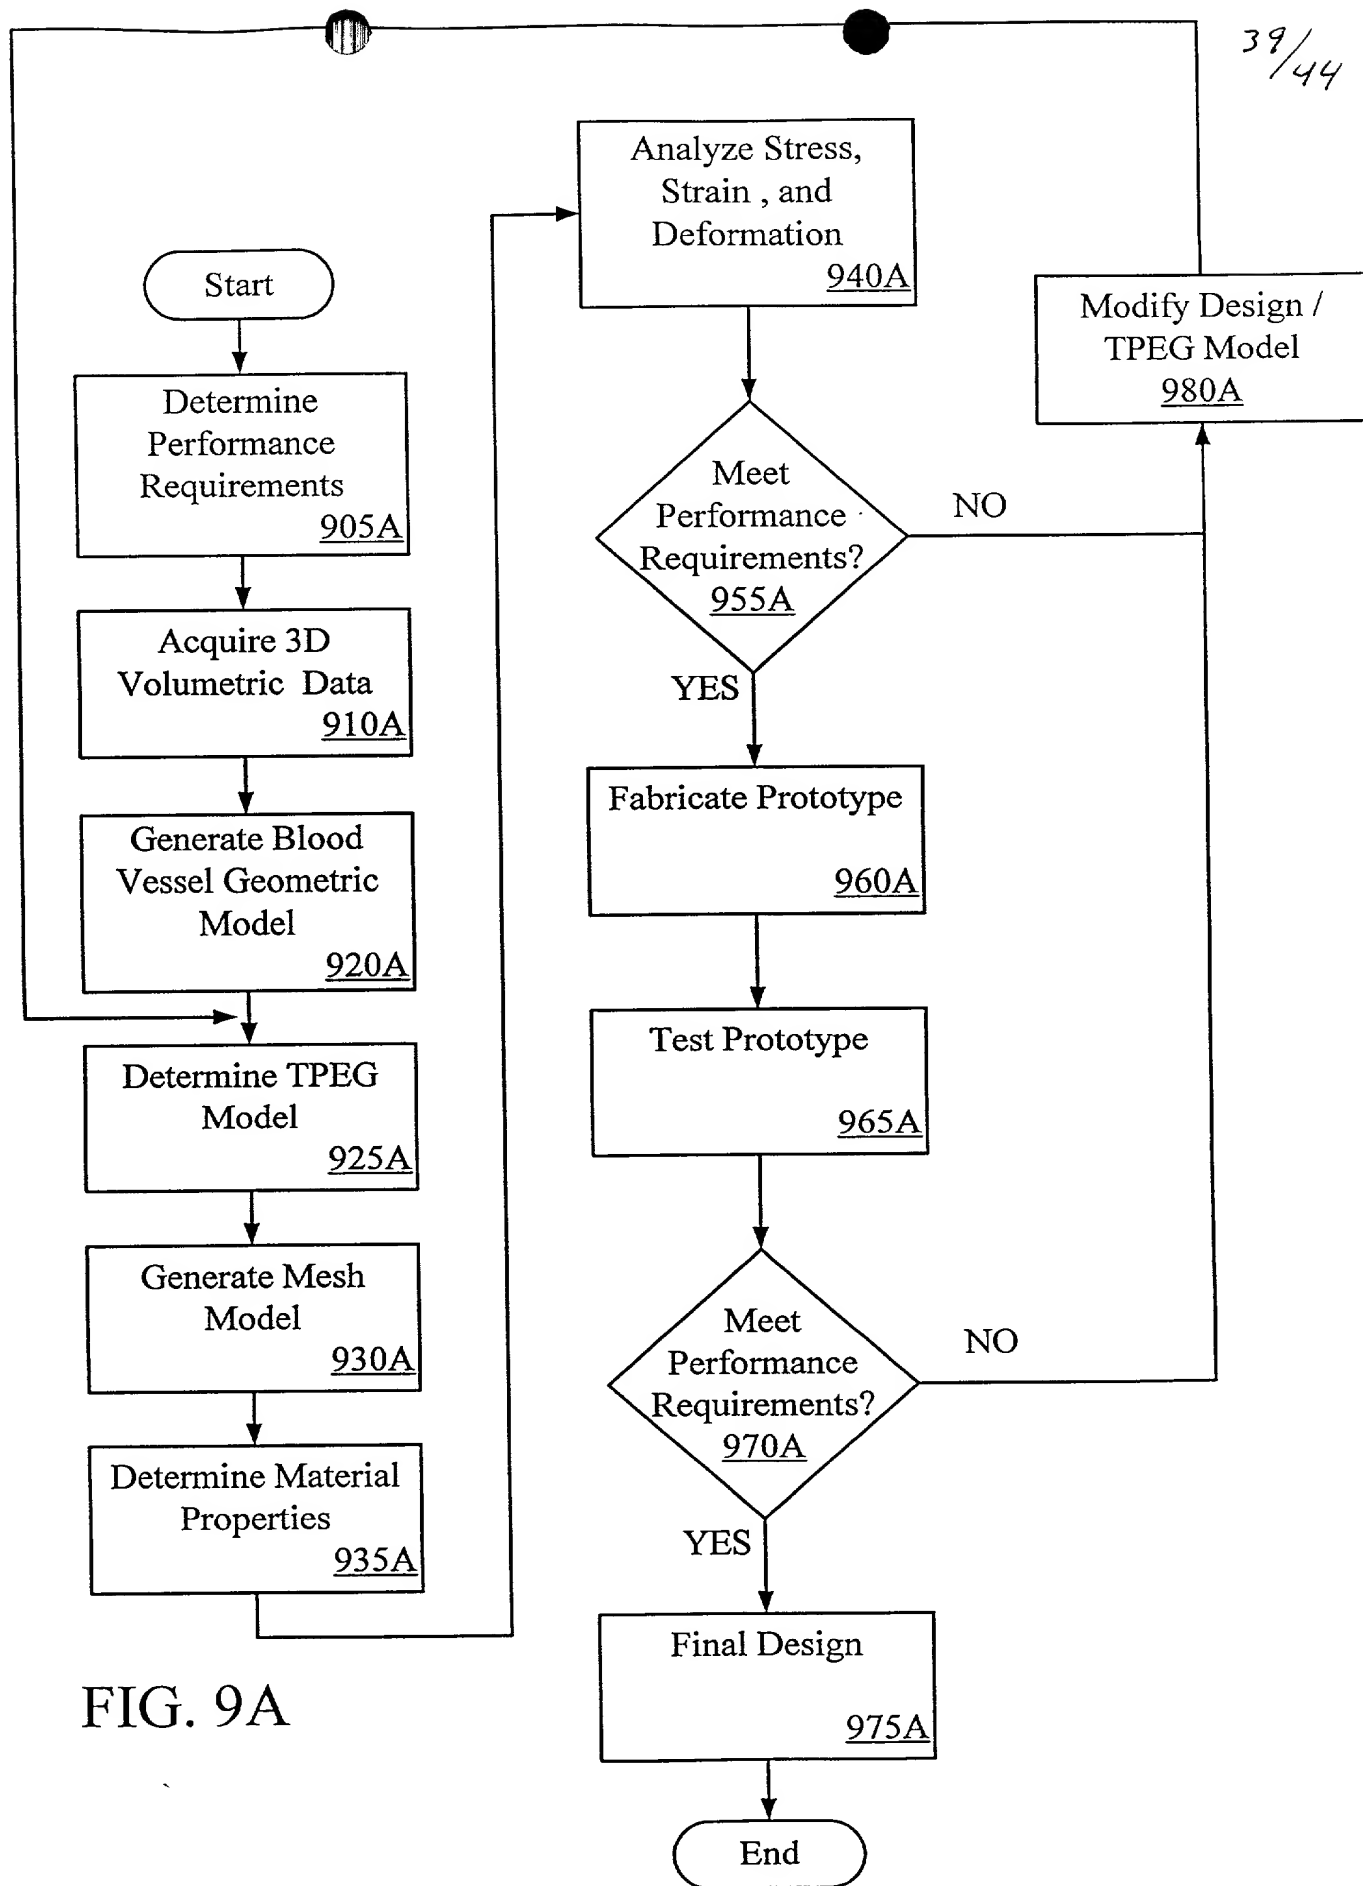 39/44
Start
Determine
Performance
Requirements
905A
Acquire 3D
Volumetric Data
910A
Generate Blood
Vessel Geometric
Model
920A
Determine TPEG
Model
925A
Generate Mesh
Model
930A
Determine Material
Properties
935A
Analyze Stress,
Strain , and
Deformation
940A
Meet
Performance
Requirements?
955A
NO
YES
Fabricate Prototype
960A
Test Prototype
965A
Meet
Performance
Requirements?
970A
NO
YES
Final Design
975A
End
Modify Design /
TPEG Model
980A
FIG. 9A